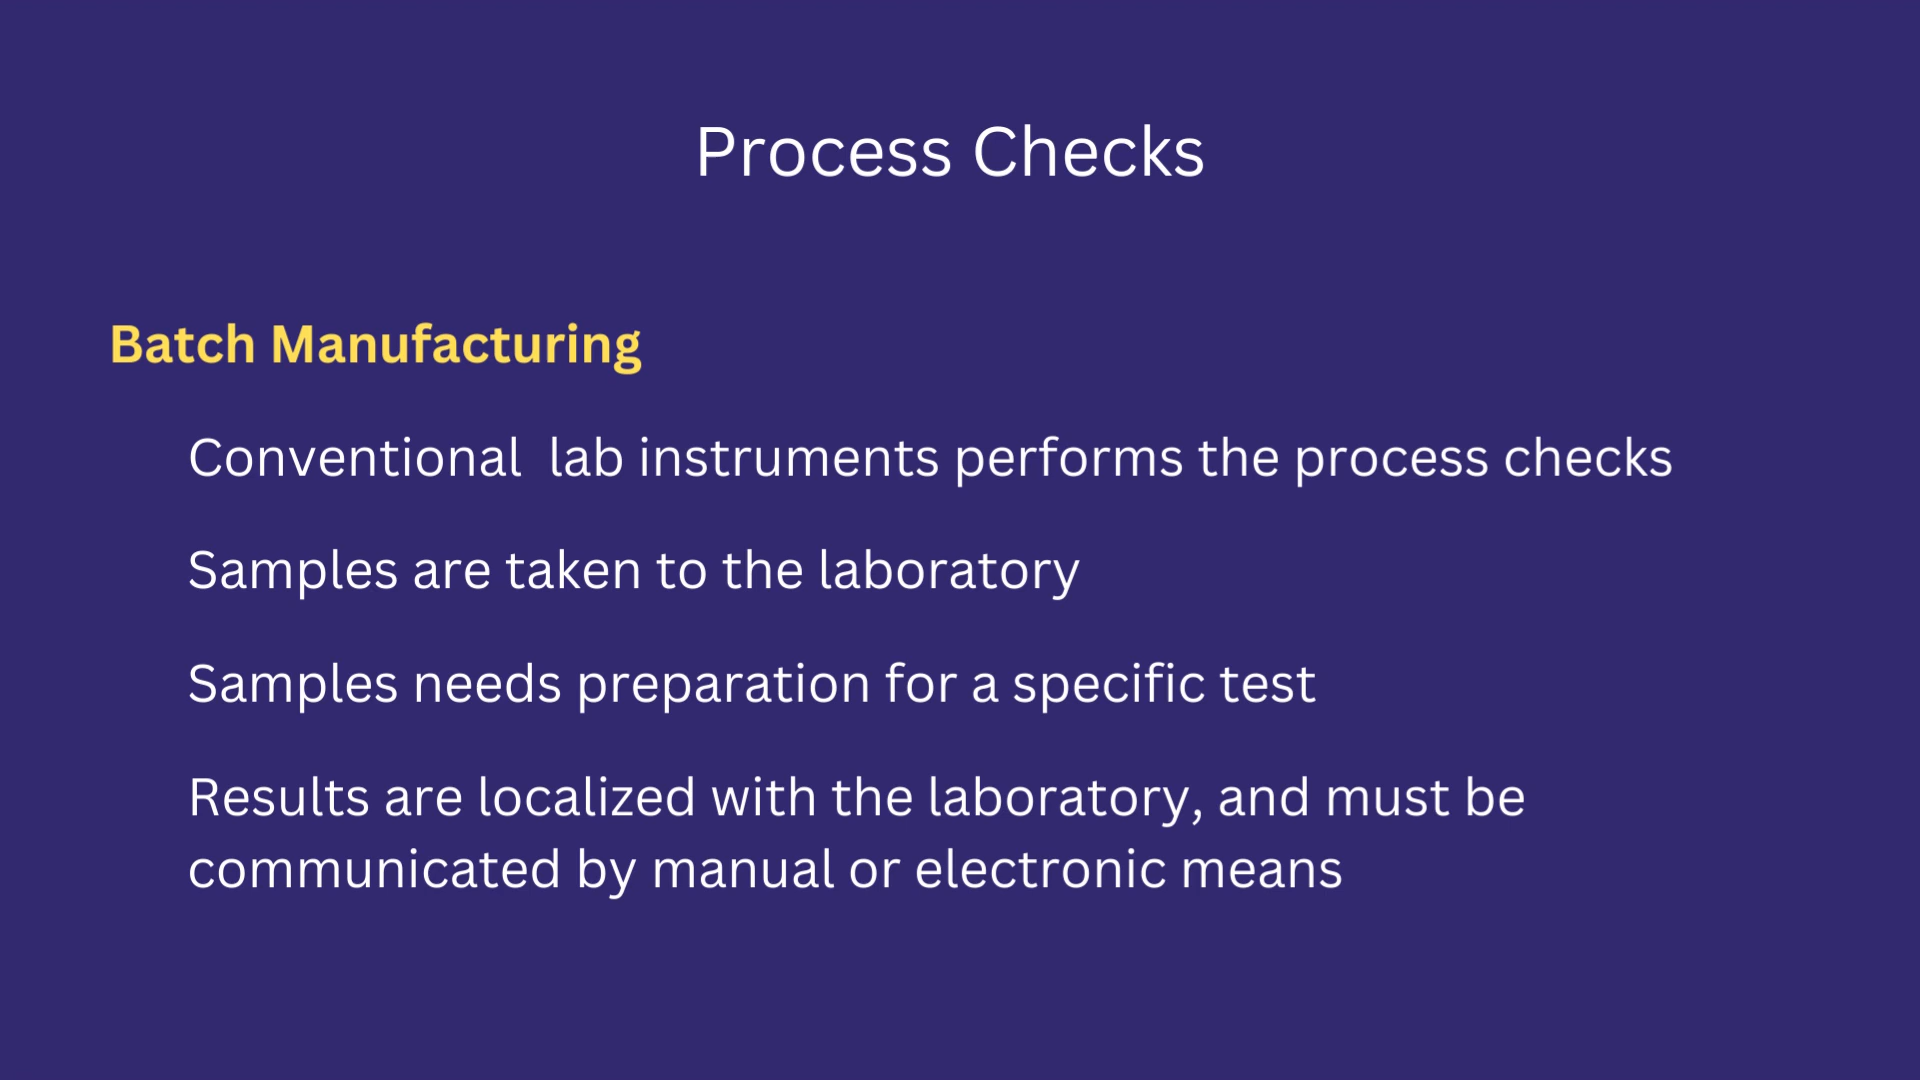 Process Checks
Batch Manufacturing
Conventional  lab instruments performs the process checks
Samples are taken to the laboratory
Samples needs preparation for a specific test
Results are localized with the laboratory, and must be
communicated by manual or electronic means